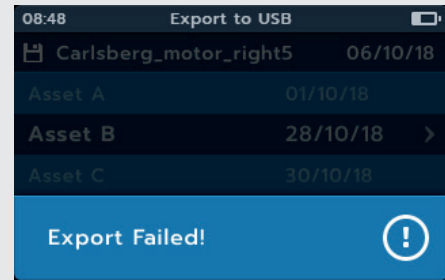 08:48 Export to USB
Carlsberg_motor_right5 06/10/18
Asset A 01/10/18
Asset B 28/10/18 >
Asset C 30/10/18
Export Failed!